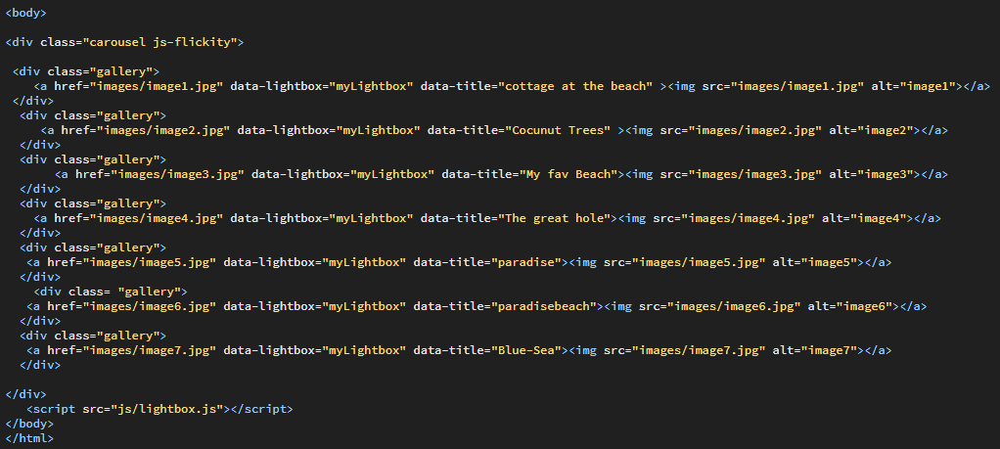 <body>
<div class="carousel js-flickity">
<div class="gallery">
<a href="images/image1.jpg" data-lightbox="myLightbox" data-title="cottage at the beach" ><img src="images/image1.jpg" alt="image1"></a>
</div>
<div class="gallery">
<a href="images/image2.jpg" data-lightbox="myLightbox" data-title="Cocunut Trees" ><img src="images/image2.jpg" alt="image2"></a>
</div>
<div class="gallery">
<a href="images/image3.jpg" data-lightbox="myLightbox" data-title="My fav Beach"><img src="images/image3.jpg" alt="image3"></a>
</div>
<div class="gallery">
<a href="images/image4.jpg" data-lightbox="myLightbox" data-title="The great hole"><img src="images/image4.jpg" alt="image4"></a>
</div>
<div class="gallery">
<a href="images/image5.jpg" data-lightbox="myLightbox" data-title="paradise"><img src="images/image5.jpg" alt="image5"></a>
</div>
<div class= "gallery">
<a href="images/image6.jpg" data-lightbox="myLightbox" data-title="paradisebeach"><img src="images/image6.jpg" alt="image6"></a>
</div>
<div class="gallery">
<a href="images/image7.jpg" data-lightbox="myLightbox" data-title="Blue-Sea"><img src="images/image7.jpg" alt="image7"></a>
</div>
</div>
<script src="js/lightbox.js"></script>
</body>
</html>